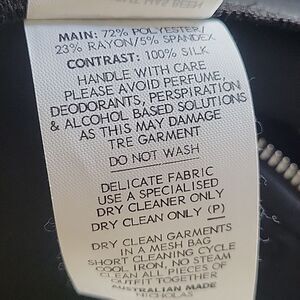 MAIN: 72% POLYESTER/
23% RAYON/5% SPANDEX
CONTRAST: 100% SILK
HANDLE WITH CARE
PLEASE AVOID PERFUME,
DEODORANTS, PERSPIRATION
& ALCOHOL BASED SOLUTIONS
AS THIS MAY DAMAGE
TRE GARMENT
DO NOT WASH
DELICATE FABRIC
USE A SPECIALISED
DRY CLEANER ONLY
DRY CLEAN ONLY (P)
DRY CLEAN GARMENTS
IN A MESH BAG
SHORT CLEANING CYCLE
COOL IRON, NO STEAM
CLEAN ALL PIECES OF
OUTFIT TOGETHER
AUSTRALIAN MADE
NICHOLAS